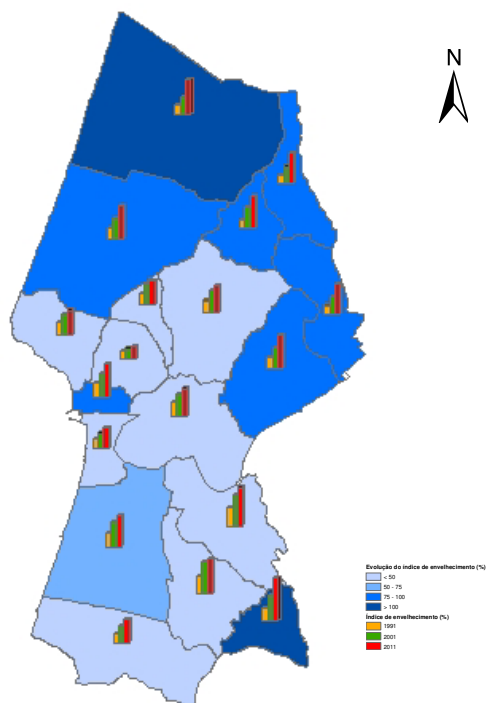 N
Evolução do índice de envelhecimento (%)
< 50
50 - 75
75 - 100
> 100
Índice de envelhecimento (%)
1991
2001
2011